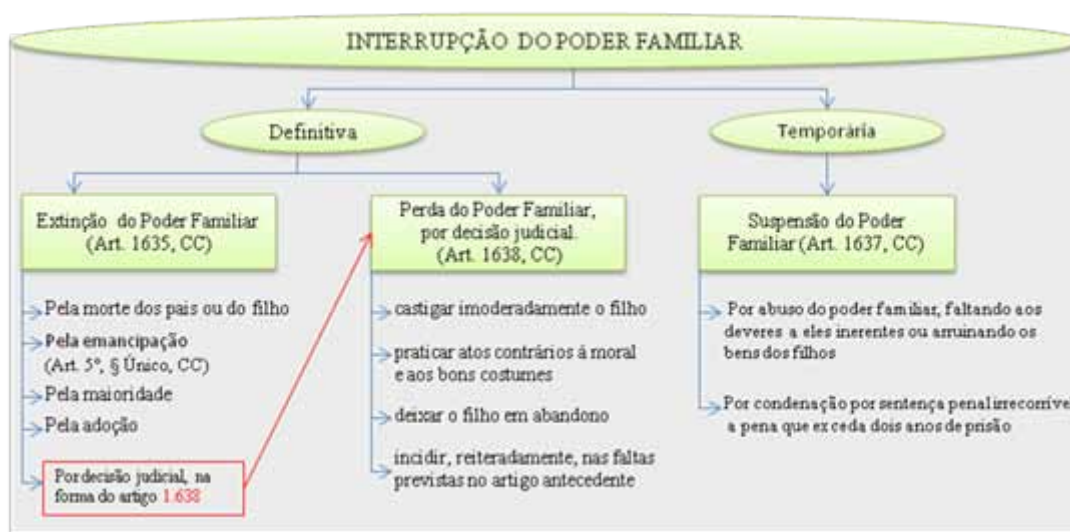 INTERRUPÇÃO DO PODER FAMILIAR
Definitiva
Temporária
Extinção do Poder Familiar
(Art. 1635, CC)
Pela morte dos pais ou do filho
Pela emancipação
(Art. 5º, § Único, CC)
Pela maioridade
Pela adoção
Por decisão judicial, na
forma do artigo 1.638
Perda do Poder Familiar,
por decisão judicial.
(Art. 1638, CC)
castigar imoderadamente o filho
praticar atos contrários á moral
e aos bons costumes
deixar o filho em abandono
incidir, reiteradamente, nas faltas
previstas no artigo antecedente
Suspensão do Poder
Familiar (Art. 1637, CC)
Por abuso do poder familiar, faltando aos
deveres a eles inerentes ou arruinando os
bens dos filhos
Por condenação por sentença penal irrecorríve
a pena que exceda dois anos de prisão